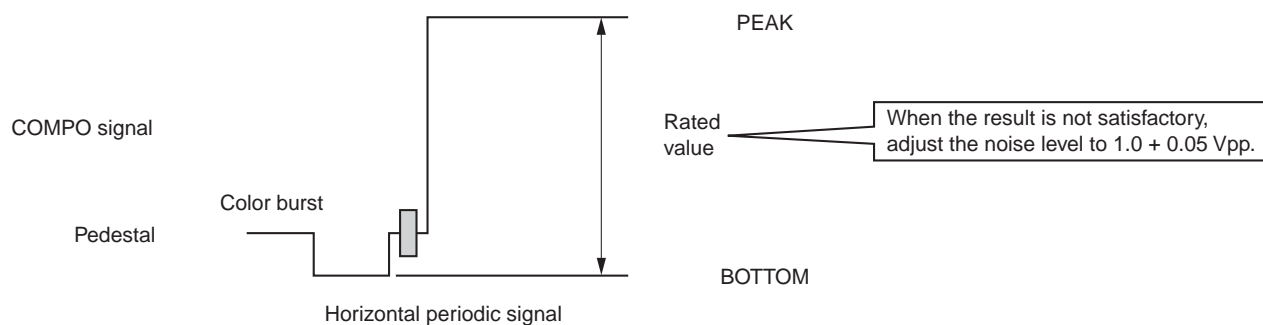 PEAK
COMPO signal
Rated
value
When the result is not satisfactory,
adjust the noise level to 1.0 + 0.05 Vpp.
Color burst
Pedestal
BOTTOM
Horizontal periodic signal